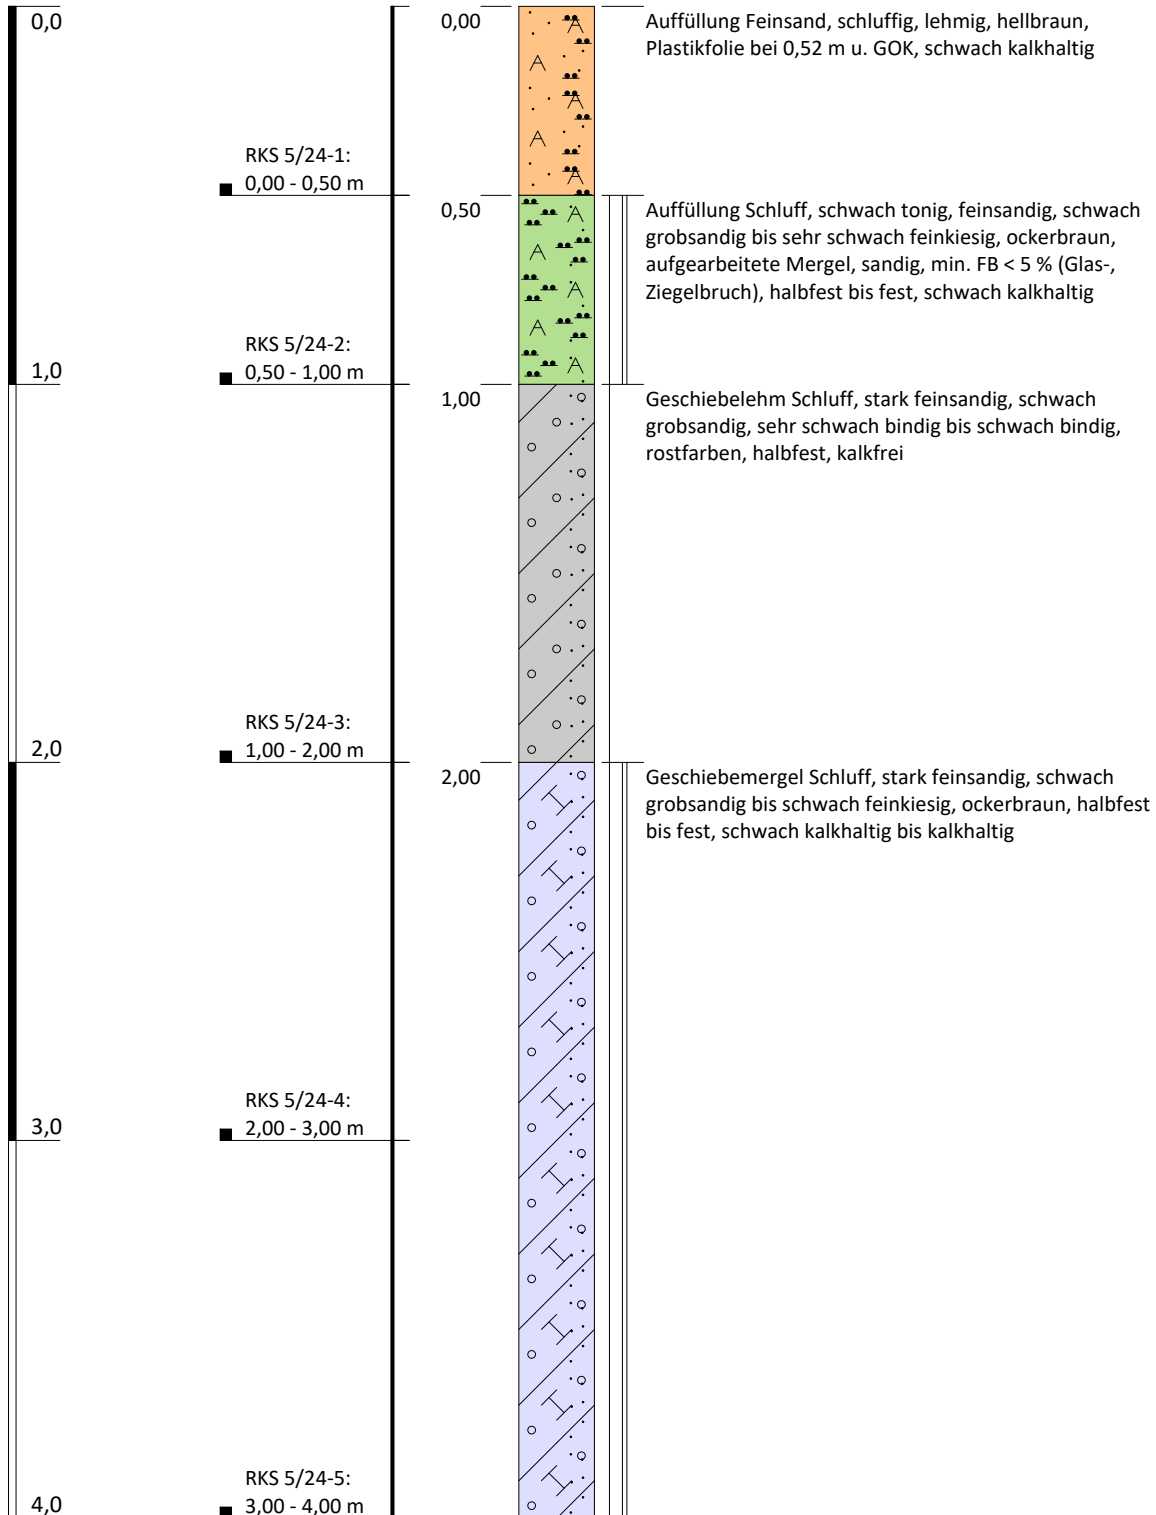 0,0
0,00
Auffüllung Feinsand, schluffig, lehmig, hellbraun,
Plastikfolie bei 0,52 m u. GOK, schwach kalkhaltig
RKS 5/24-1:
0,00 - 0,50 m
0,50
Auffüllung Schluff, schwach tonig, feinsandig, schwach
grobsandig bis sehr schwach feinkiesig, ockerbraun,
aufgearbeitete Mergel, sandig, min. FB < 5 % (Glas-,
Ziegelbruch), halbfest bis fest, schwach kalkhaltig
RKS 5/24-2:
0,50 - 1,00 m
1,0
1,00
Geschiebelehm Schluff, stark feinsandig, schwach
grobsandig, sehr schwach bindig bis schwach bindig,
rostfarben, halbfest, kalkfrei
RKS 5/24-3:
1,00 - 2,00 m
2,0
2,00
Geschiebemergel Schluff, stark feinsandig, schwach
grobsandig bis schwach feinkiesig, ockerbraun, halbfest
bis fest, schwach kalkhaltig bis kalkhaltig
RKS 5/24-4:
2,00 - 3,00 m
3,0
RKS 5/24-5:
3,00 - 4,00 m
4,0